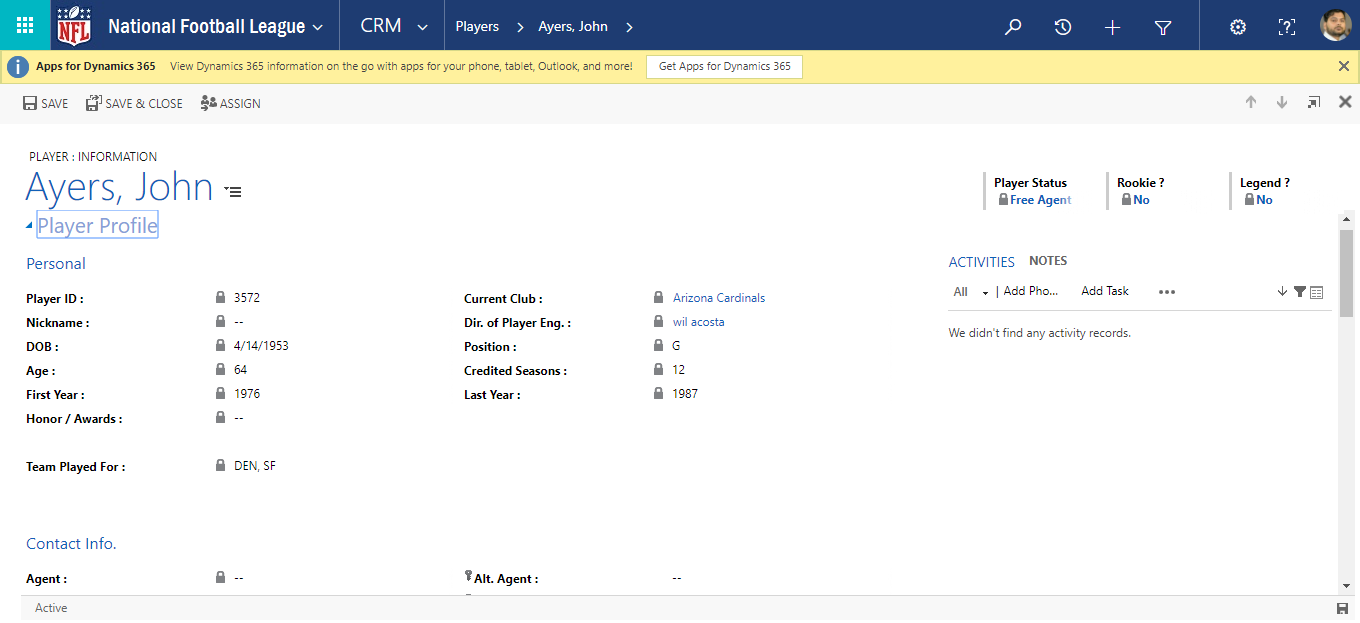 NFL National Football League CRM Players > Ayers, John >
i Apps for Dynamics 365 View Dynamics 365 information on the go with apps for your phone, tablet, Outlook, and more! Get Apps for Dynamics 365
SAVE SAVE & CLOSE ASSIGN
PLAYER : INFORMATION
Ayers, John
Player Status Rookie ? Legend ?
Free Agent No No
Player Profile
Personal
ACTIVITIES NOTES
All | Add Pho... Add Task •••
We didn't find any activity records.
Player ID : 3572 Current Club : Arizona Cardinals
Nickname : -- Dir. of Player Eng. : wil acosta
DOB : 4/14/1953 Position : G
Age : 64 Credited Seasons : 12
First Year : 1976 Last Year : 1987
Honor / Awards : --
Team Played For : DEN, SF
Contact Info.
Agent : -- Alt. Agent : --
Active